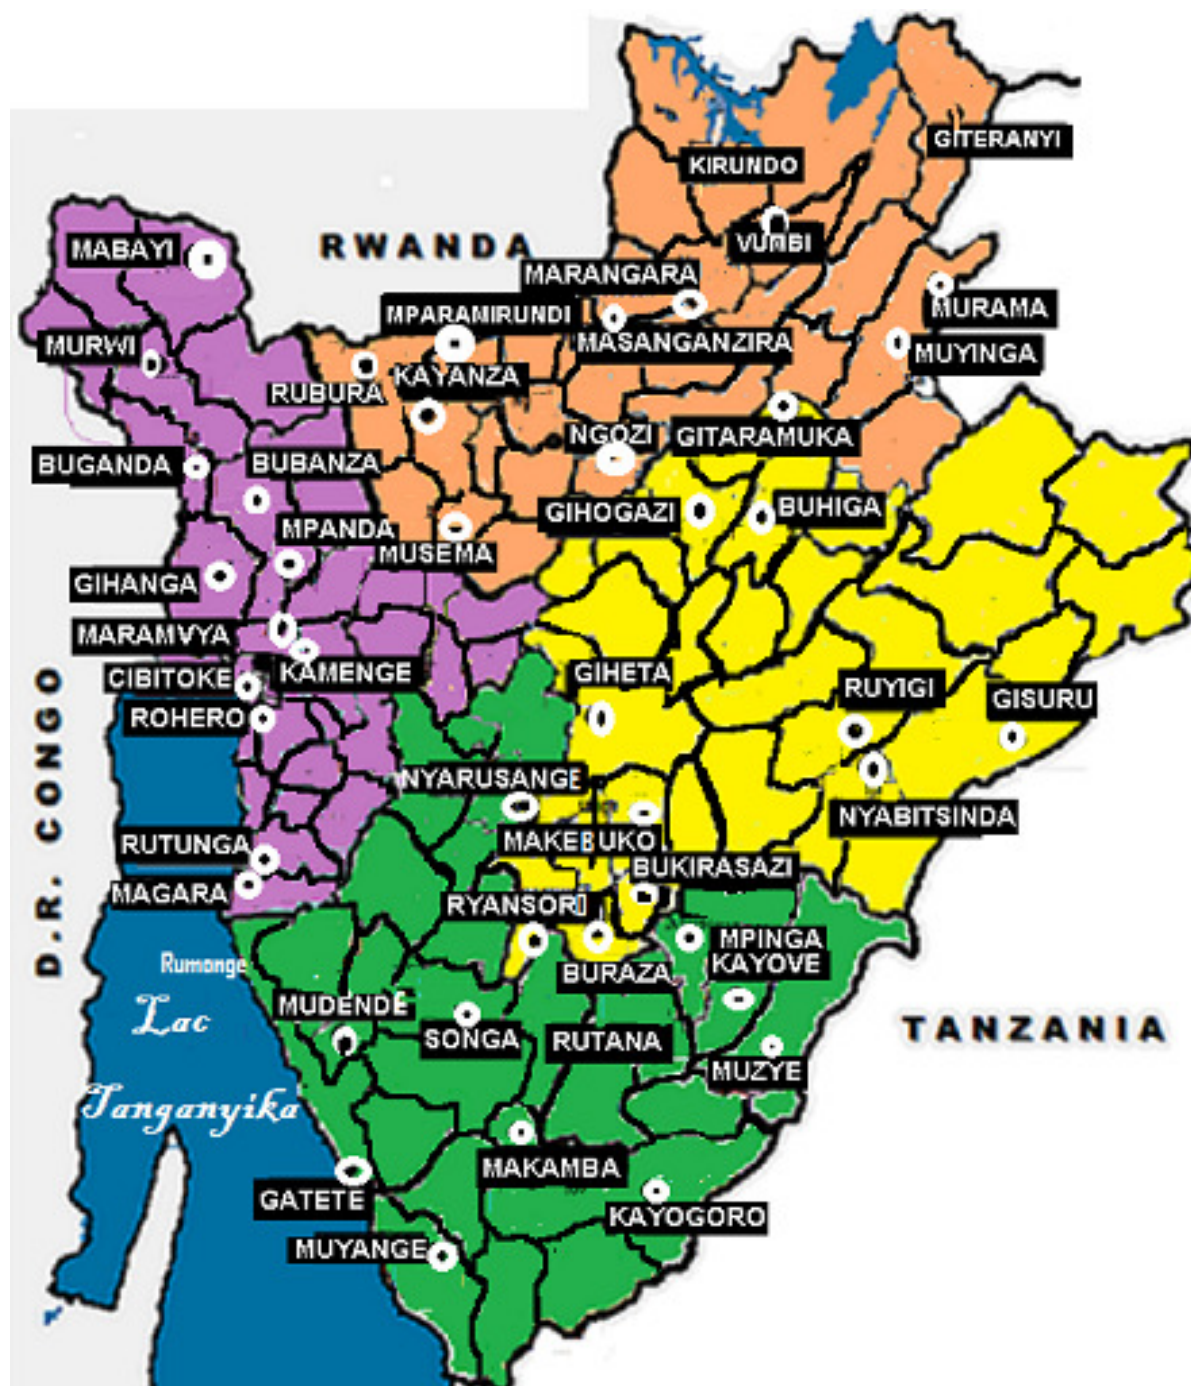 GITERANYI
KIRUNDO
VUMBI
MABAYI
RWANDA
MARANGARA
MURAMA
MPARAMIRUNDI
MASANGANZIRA
MURWI
MUYINGA
RUBURA
KAYANZA
NGOZI
GITARAMUKA
BUGANDA
BUBANZA
GIHOGAZI
BUHIGA
MPANDA
MUSEMA
GIHANGA
MARAMVYA
KAMENGE
CIBITOKE
GIHETA
RUYIGI
GISURU
ROHERO
D.R. CONGO
NYARUSANGE
NYABITSINDA
MAKEBUKO
RUTUNGA
BUKIRASAZI
MAGARA
RYANSORO
MPINGA
KAYOVE
BURAZA
Rumonge
MUDENDE
Lac
SONGA
RUTANA
TANZANIA
MUZYE
Tanganyika
MAKAMBA
GATETE
KAYOGORO
MUYANGE